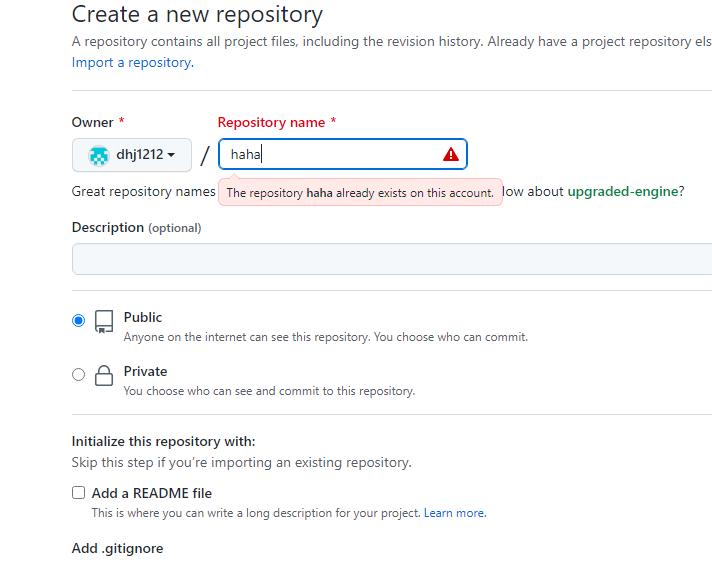 Create a new repository
A repository contains all project files, including the revision history. Already have a project repository els
Import a repository.
Owner *
Repository name *
dhj1212
/
haha
Great repository names
The repository haha already exists on this account.
low about upgraded-engine?
Description (optional)
Public
Anyone on the internet can see this repository. You choose who can commit.
Private
You choose who can see and commit to this repository.
Initialize this repository with:
Skip this step if you're importing an existing repository.
Add a README file
This is where you can write a long description for your project. Learn more.
Add .gitignore